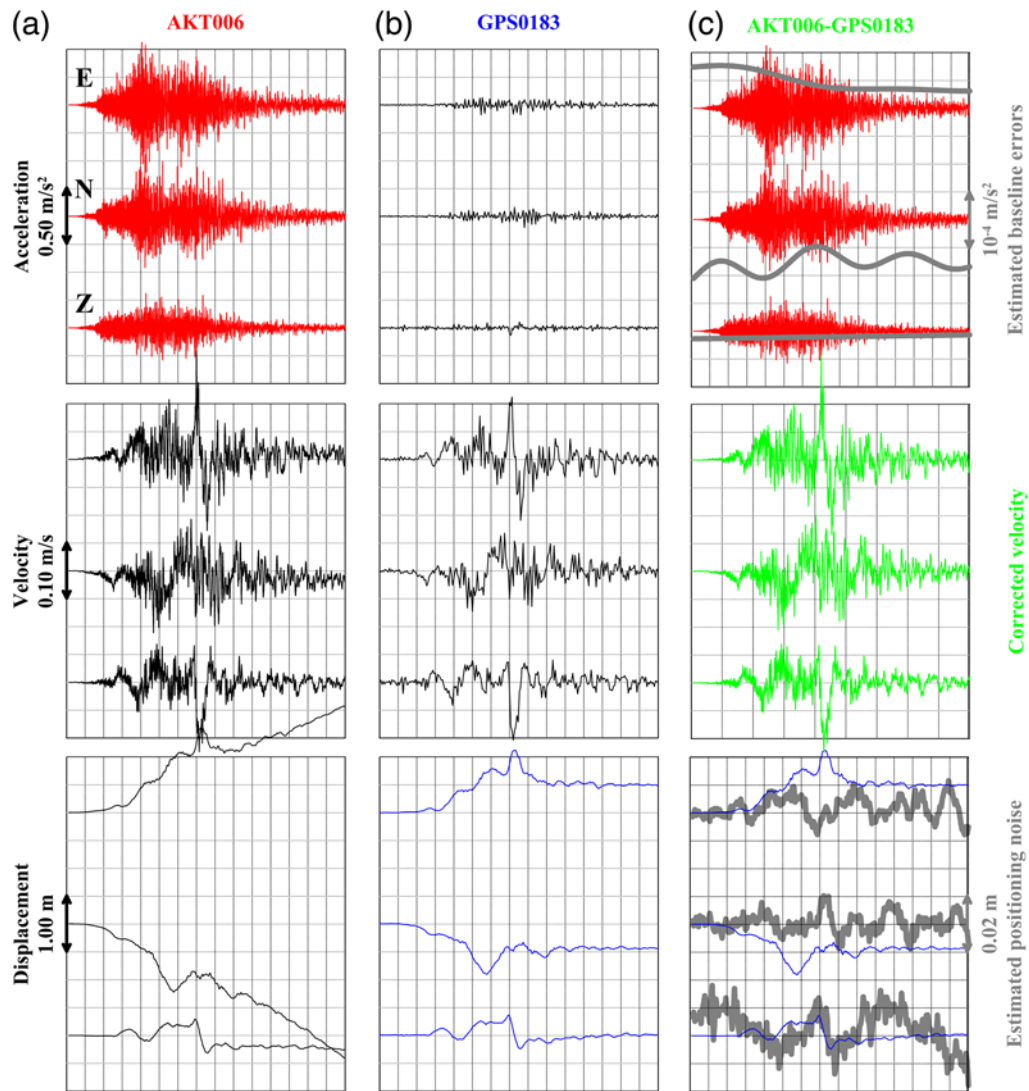 (a) AKT006
(b) GPS0183
(c) AKT006-GPS0183
E
N
Z
Acceleration
0.50 m/s²
10⁻⁴ m/s²
Estimated baseline errors
Velocity
0.10 m/s
Corrected velocity
Displacement
1.00 m
0.02 m
Estimated positioning noise